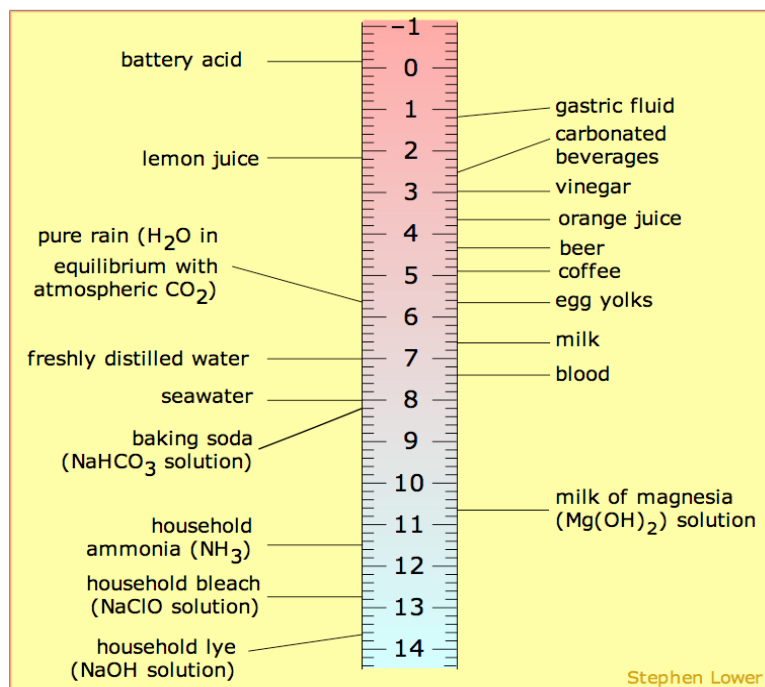 battery acid
lemon juice
pure rain (H₂O in
equilibrium with
atmospheric CO₂)
freshly distilled water
seawater
baking soda
(NaHCO₃ solution)
household
ammonia (NH₃)
household bleach
(NaClO solution)
household lye
(NaOH solution)
–1
0
1
2
3
4
5
6
7
8
9
10
11
12
13
14
gastric fluid
carbonated
beverages
vinegar
orange juice
beer
coffee
egg yolks
milk
blood
milk of magnesia
(Mg(OH)₂) solution
Stephen Lower